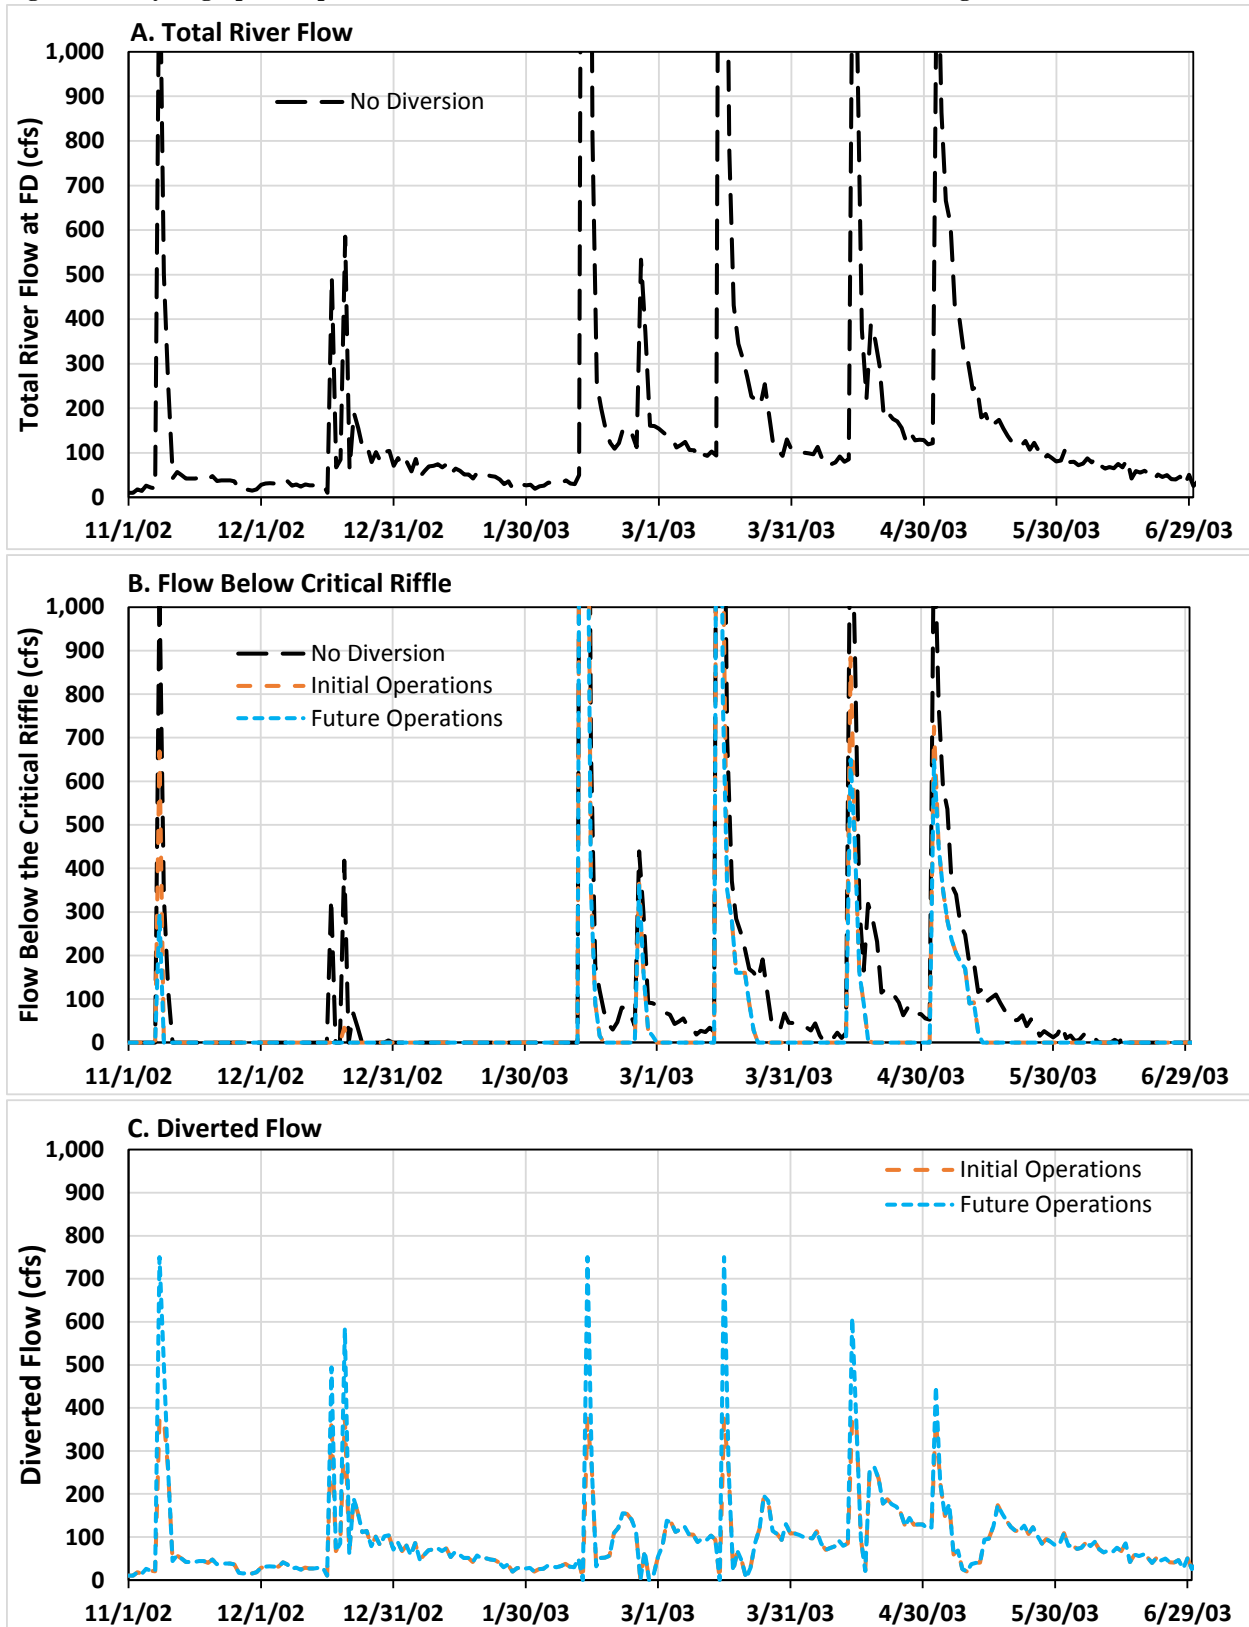 A. Total River Flow
Total River Flow at FD (cfs)
1,000
900
800
700
600
500
400
300
200
100
0
No Diversion
11/1/02 12/1/02 12/31/02 1/30/03 3/1/03 3/31/03 4/30/03 5/30/03 6/29/03
B. Flow Below Critical Riffle
Flow Below the Critical Riffle (cfs)
1,000
900
800
700
600
500
400
300
200
100
0
No Diversion
Initial Operations
Future Operations
11/1/02 12/1/02 12/31/02 1/30/03 3/1/03 3/31/03 4/30/03 5/30/03 6/29/03
C. Diverted Flow
Diverted Flow (cfs)
1,000
900
800
700
600
500
400
300
200
100
0
Initial Operations
Future Operations
11/1/02 12/1/02 12/31/02 1/30/03 3/1/03 3/31/03 4/30/03 5/30/03 6/29/03